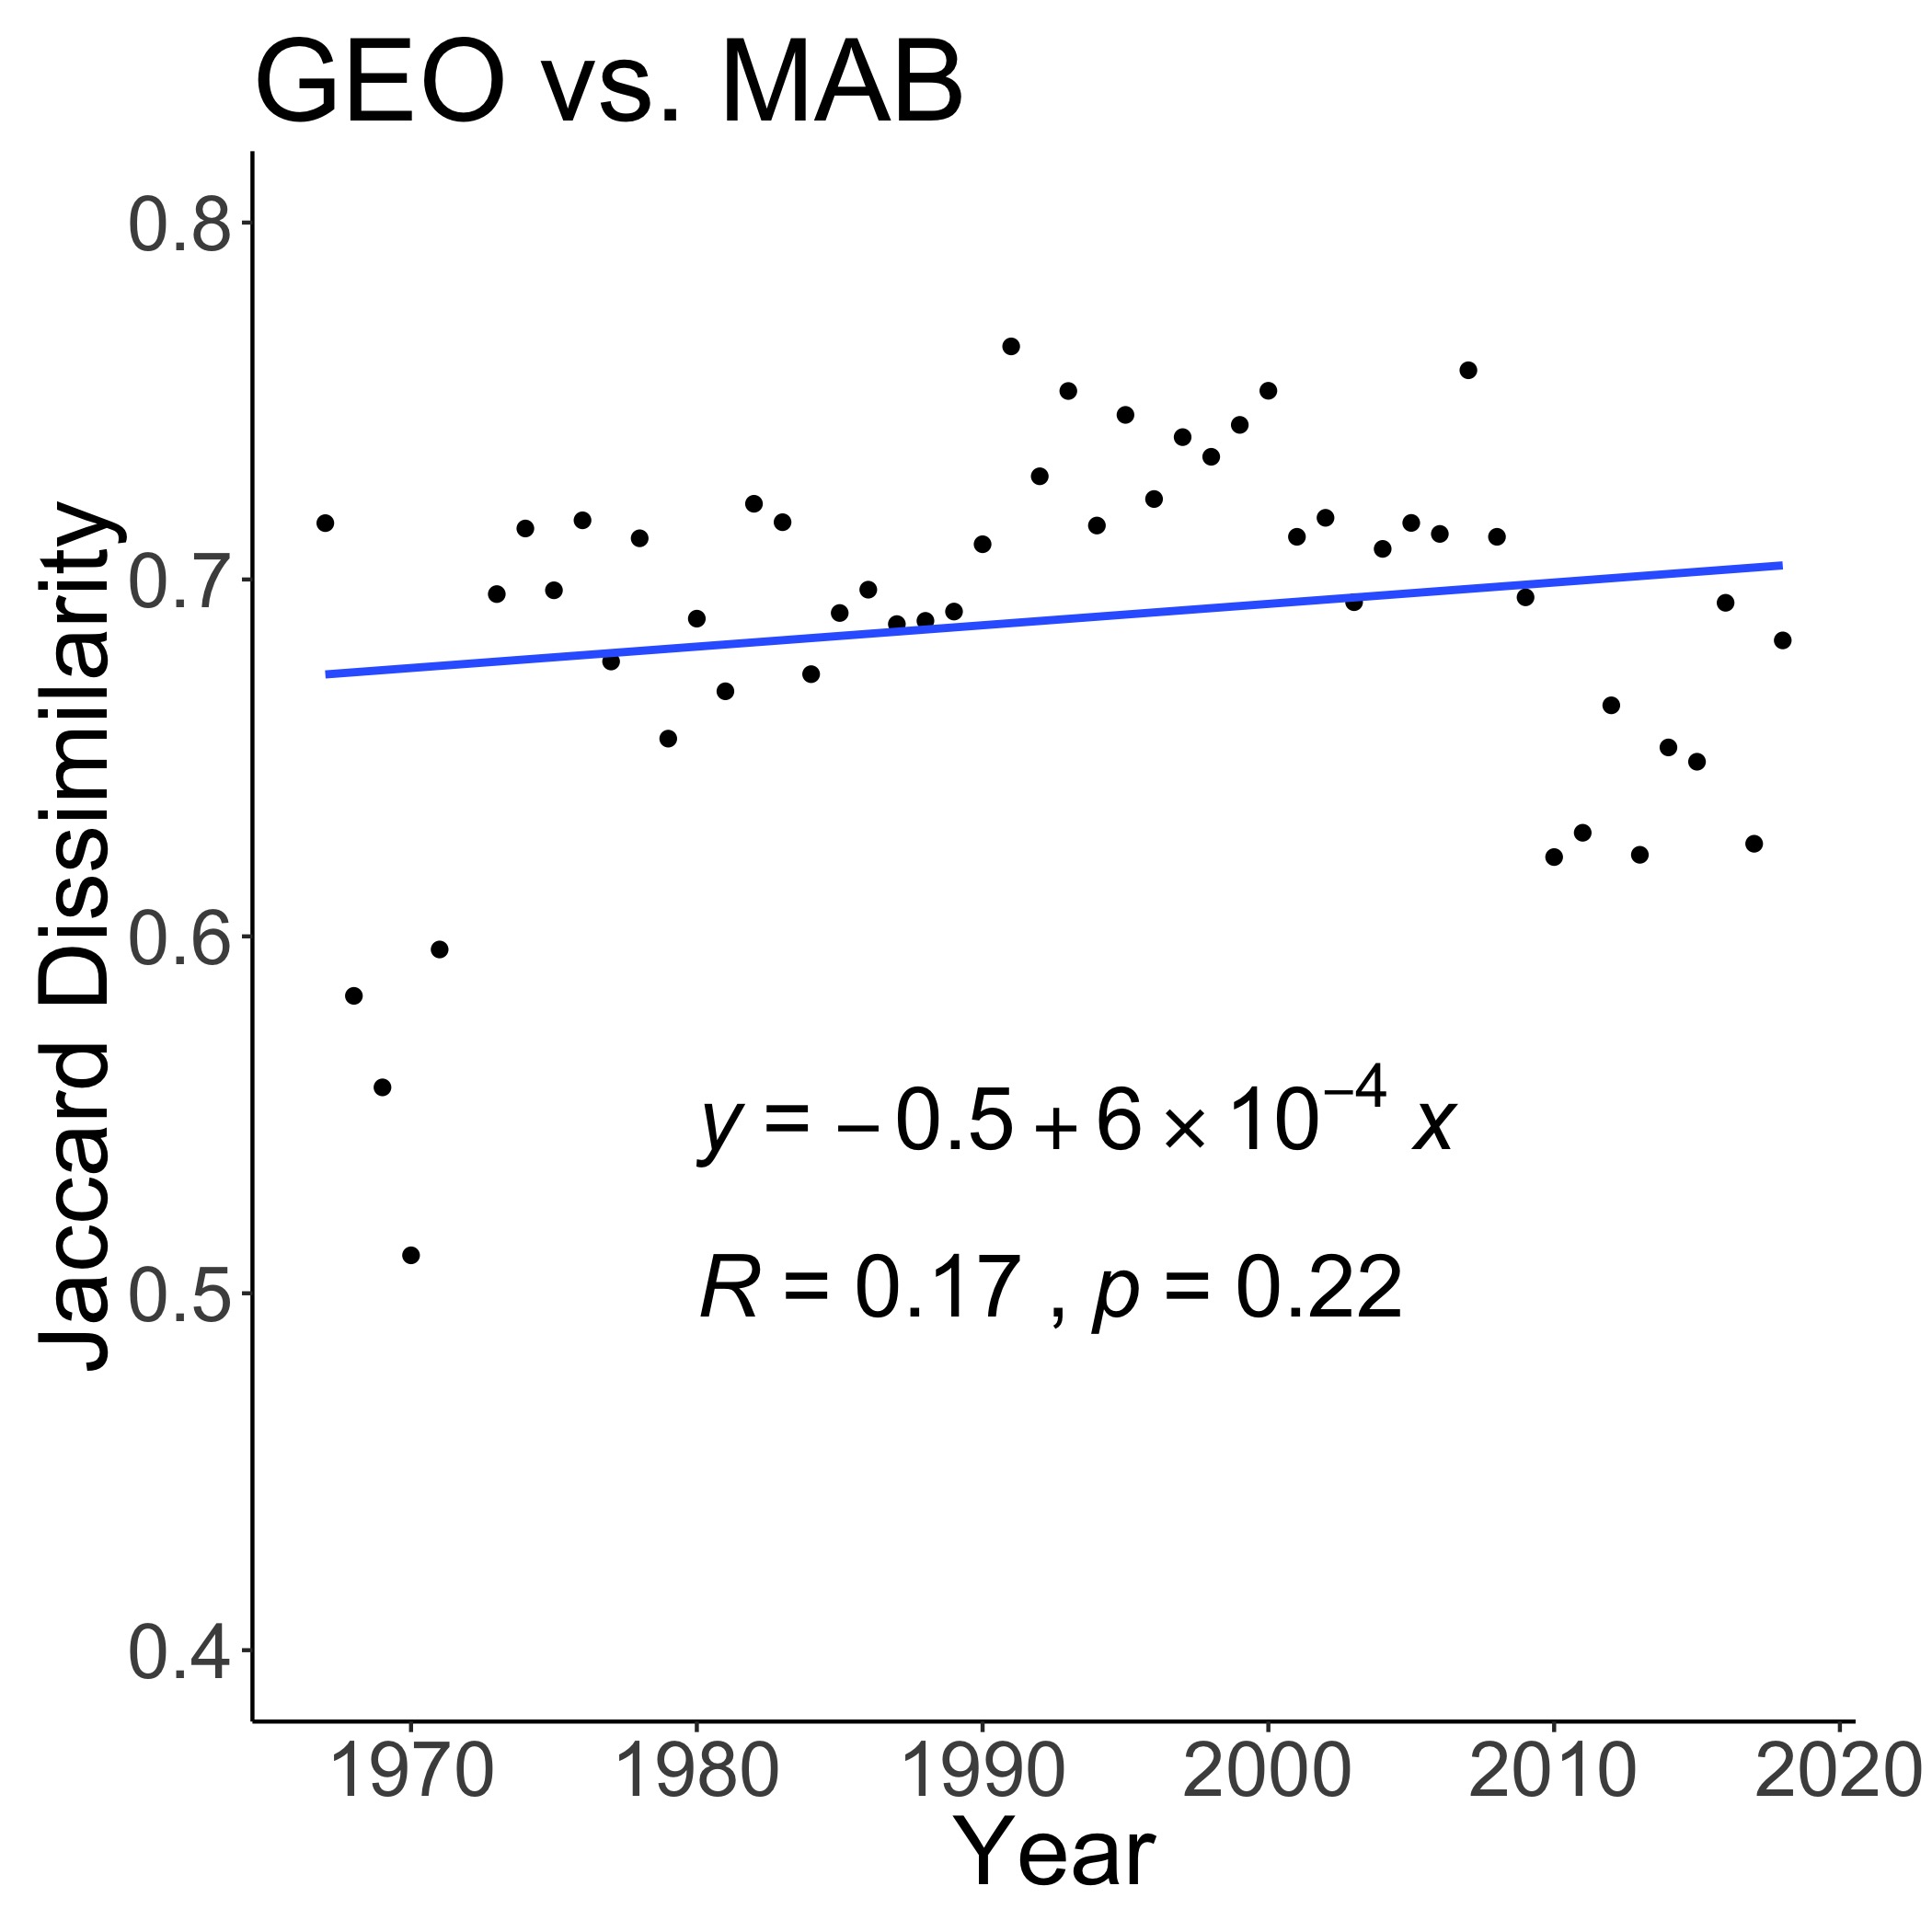 GEO vs. MAB
0.8
0.7
0.6
0.5
0.4
Jaccard Dissimilarity
y = − 0.5 + 6 × 10⁻⁴ x
R = 0.17 , p = 0.22
1970 1980 1990 2000 2010 2020
Year